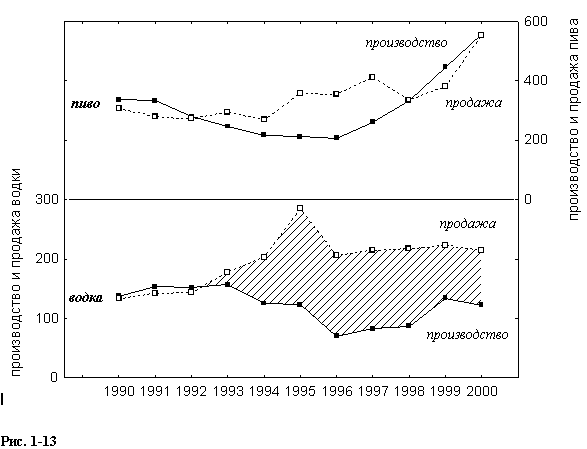 600
производство
400
пиво
продажа
200
производство и продажа пива
0
300
продажа
200
водка
100
производство
0
производство и продажа водки
1990 1991 1992 1993 1994 1995 1996 1997 1998 1999 2000
Рис. 1-13